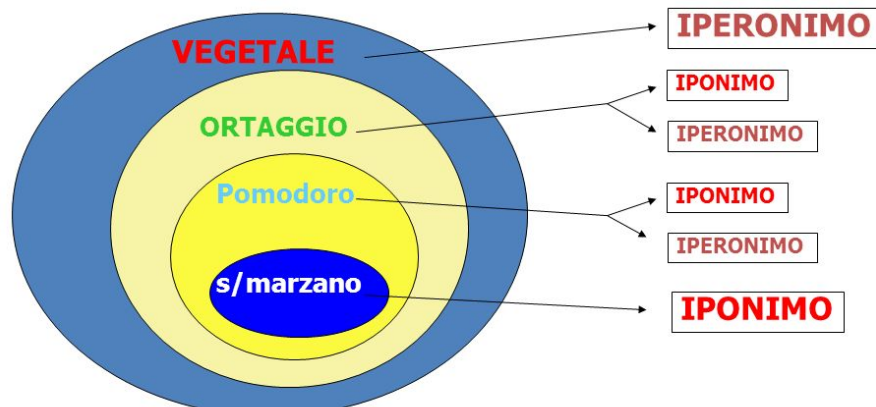 VEGETALE
IPERONIMO
ORTAGGIO
IPONIMO
IPERONIMO
Pomodoro
IPONIMO
IPERONIMO
s/marzano
IPONIMO